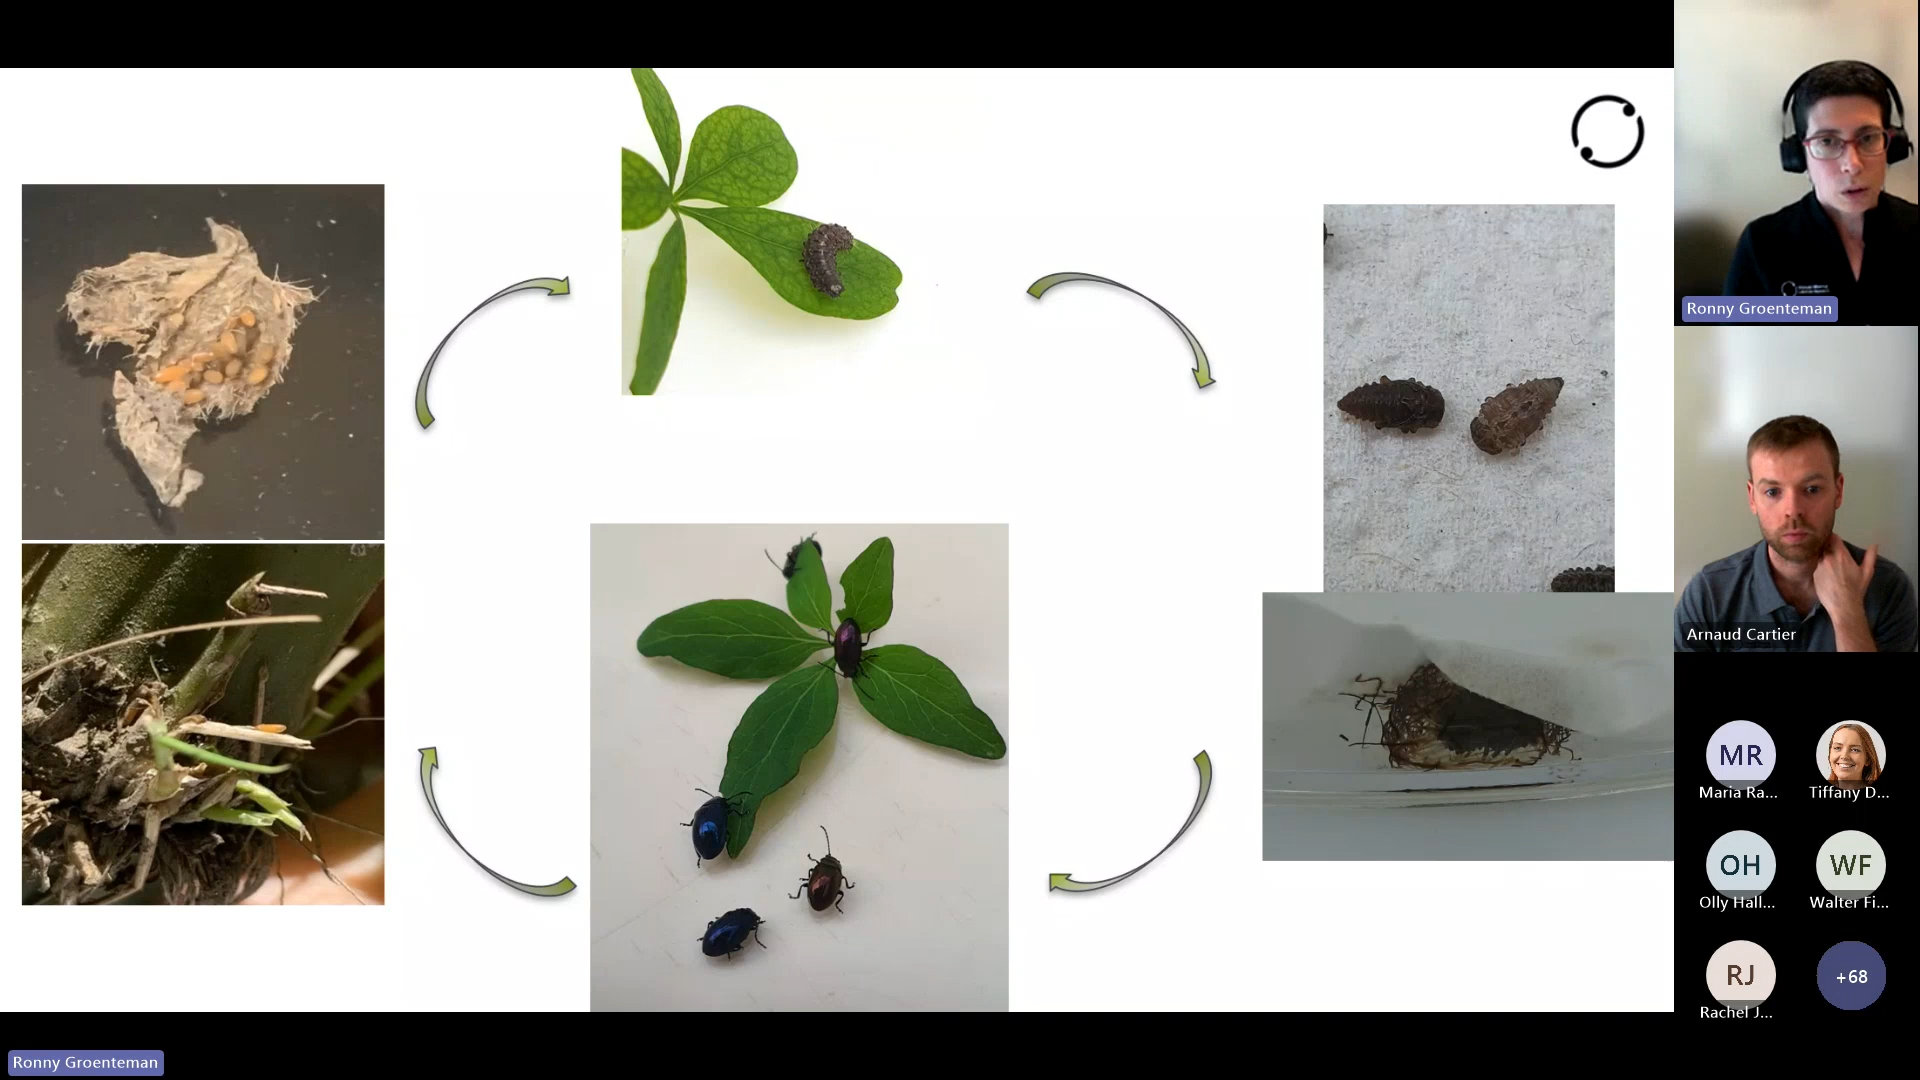 Ronny Groenteman
Arnaud Cartier
MR
Maria Ra...
Tiffany D...
OH
Olly Hall...
WF
Walter Fi...
RJ
Rachel J...
+68
Ronny Groenteman